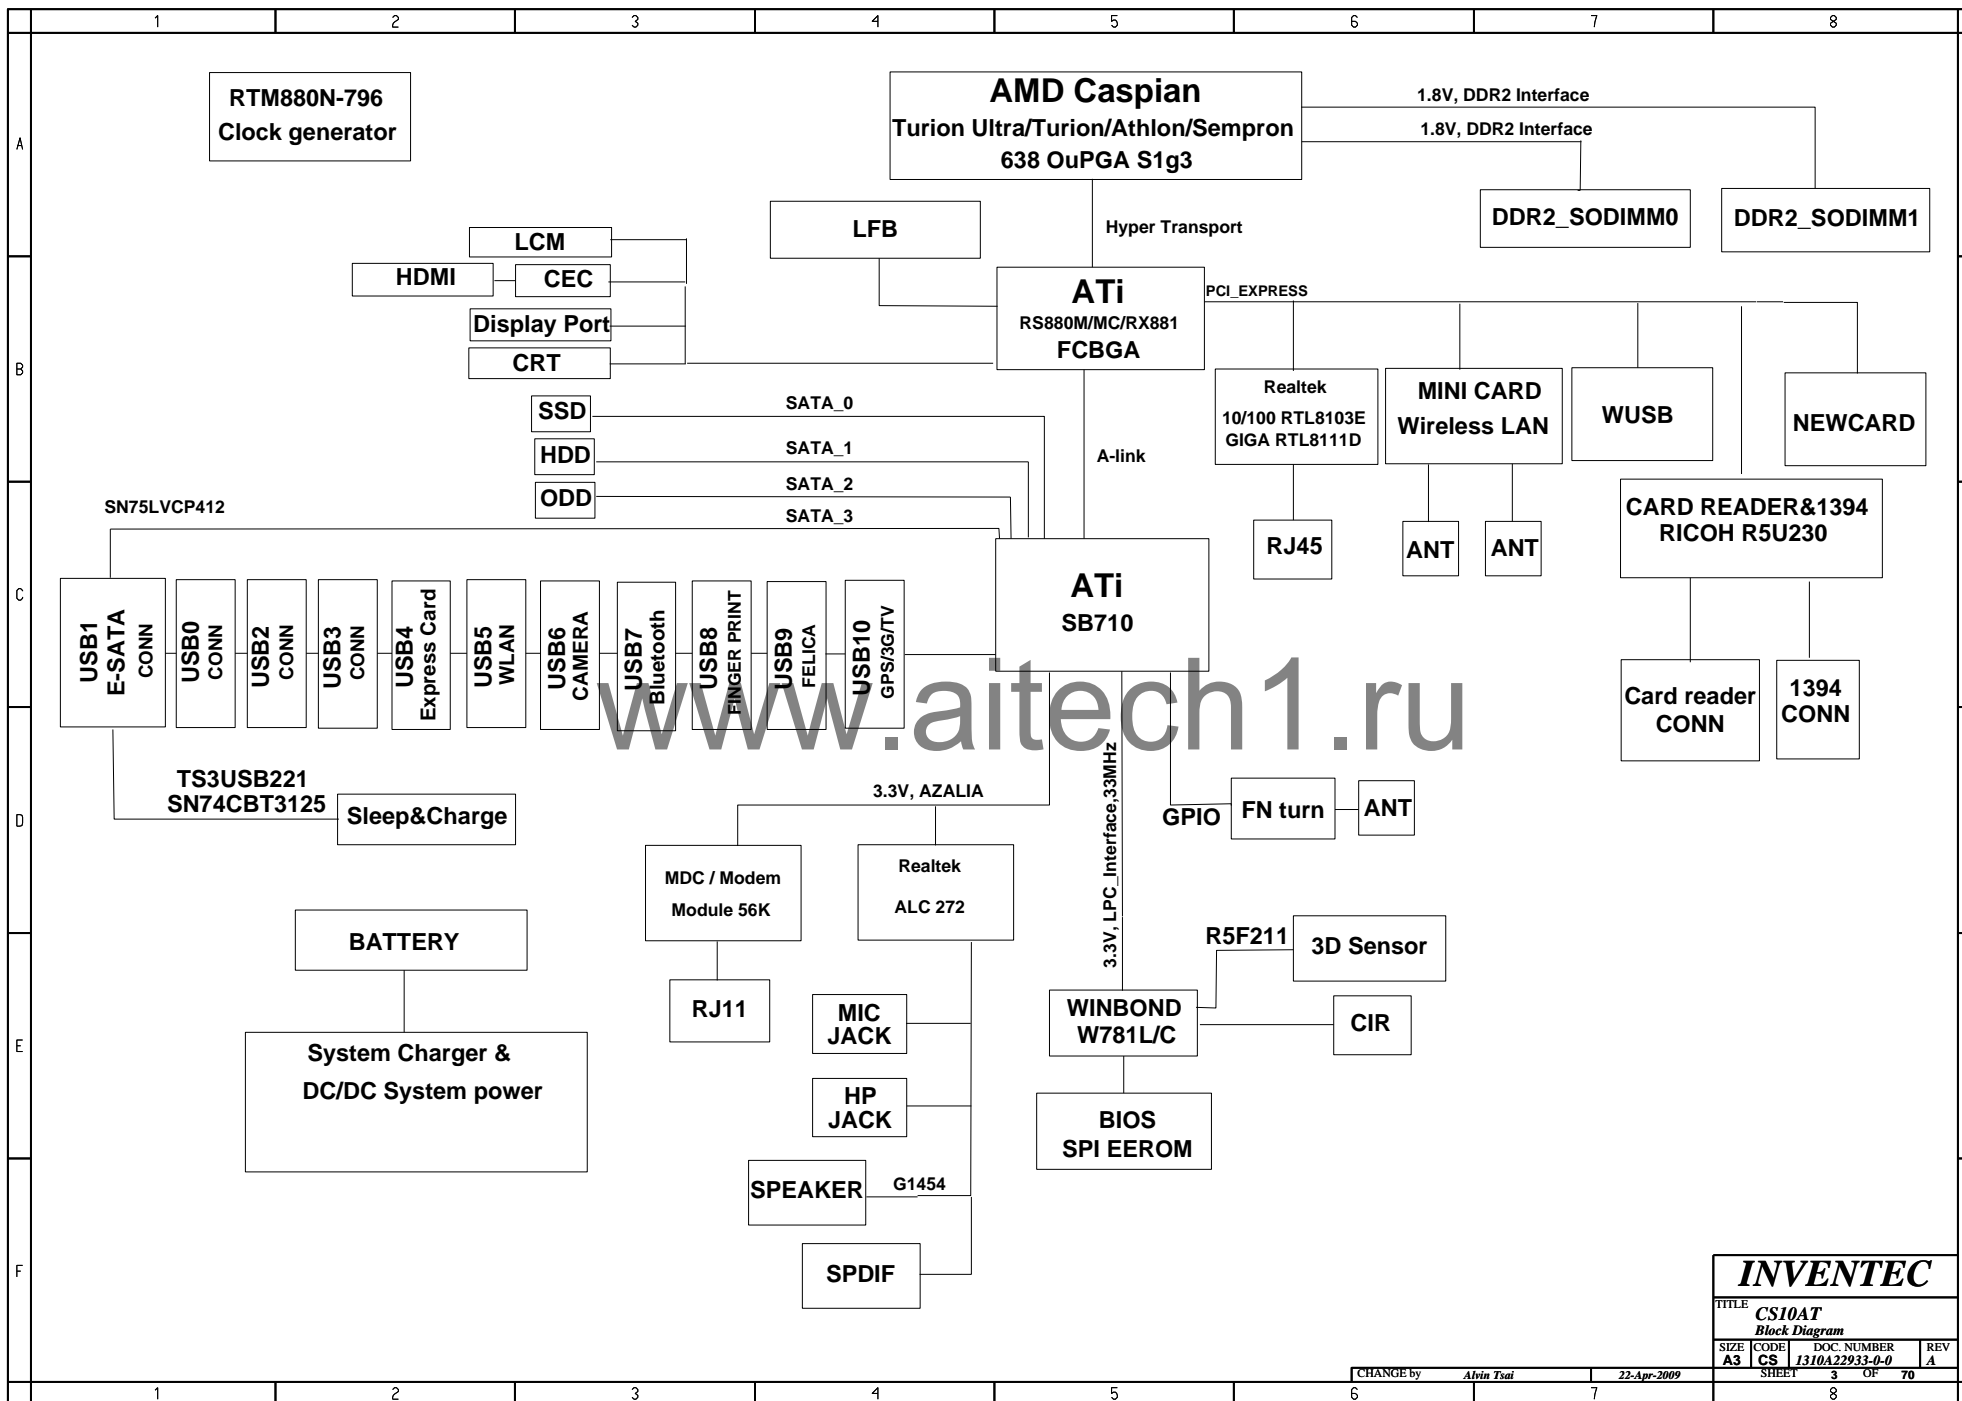 1 2 3 4 5 6 7 8
A
B
C
D
E
F
RTM880N-796
Clock generator
AMD Caspian
Turion Ultra/Turion/Athlon/Sempron
638 OuPGA S1g3
1.8V, DDR2 Interface
1.8V, DDR2 Interface
DDR2_SODIMM0
DDR2_SODIMM1
LFB
Hyper Transport
LCM
HDMI
CEC
Display Port
CRT
ATi
RS880M/MC/RX881
FCBGA
PCI_EXPRESS
Realtek
10/100 RTL8103E
GIGA RTL8111D
MINI CARD
Wireless LAN
WUSB
NEWCARD
SSD
SATA_0
HDD
SATA_1
ODD
SATA_2
SATA_3
A-link
SN75LVCP412
RJ45
ANT
ANT
CARD READER&1394
RICOH R5U230
ATi
SB710
USB1
E-SATA
CONN
USB0
CONN
USB2
CONN
USB3
CONN
USB4
Express Card
USB5
WLAN
USB6
CAMERA
USB7
Bluetooth
USB8
FINGER PRINT
USB9
FELICA
USB10
GPS/3G/TV
www.aitech1.ru
Card reader
CONN
1394
CONN
TS3USB221
SN74CBT3125
Sleep&Charge
3.3V, AZALIA
3.3V, LPC_Interface,33MHz
GPIO
FN turn
ANT
MDC / Modem
Module 56K
Realtek
ALC 272
BATTERY
R5F211
3D Sensor
RJ11
MIC
JACK
WINBOND
W781L/C
CIR
System Charger &
DC/DC System power
HP
JACK
BIOS
SPI EEROM
SPEAKER
G1454
SPDIF
INVENTEC
TITLE
CS10AT
Block Diagram
SIZE CODE DOC. NUMBER REV
A3 CS 1310A22933-0-0 A
CHANGE by Alvin Tsai 22-Apr-2009 SHEET 3 OF 70
1 2 3 4 5 6 7 8